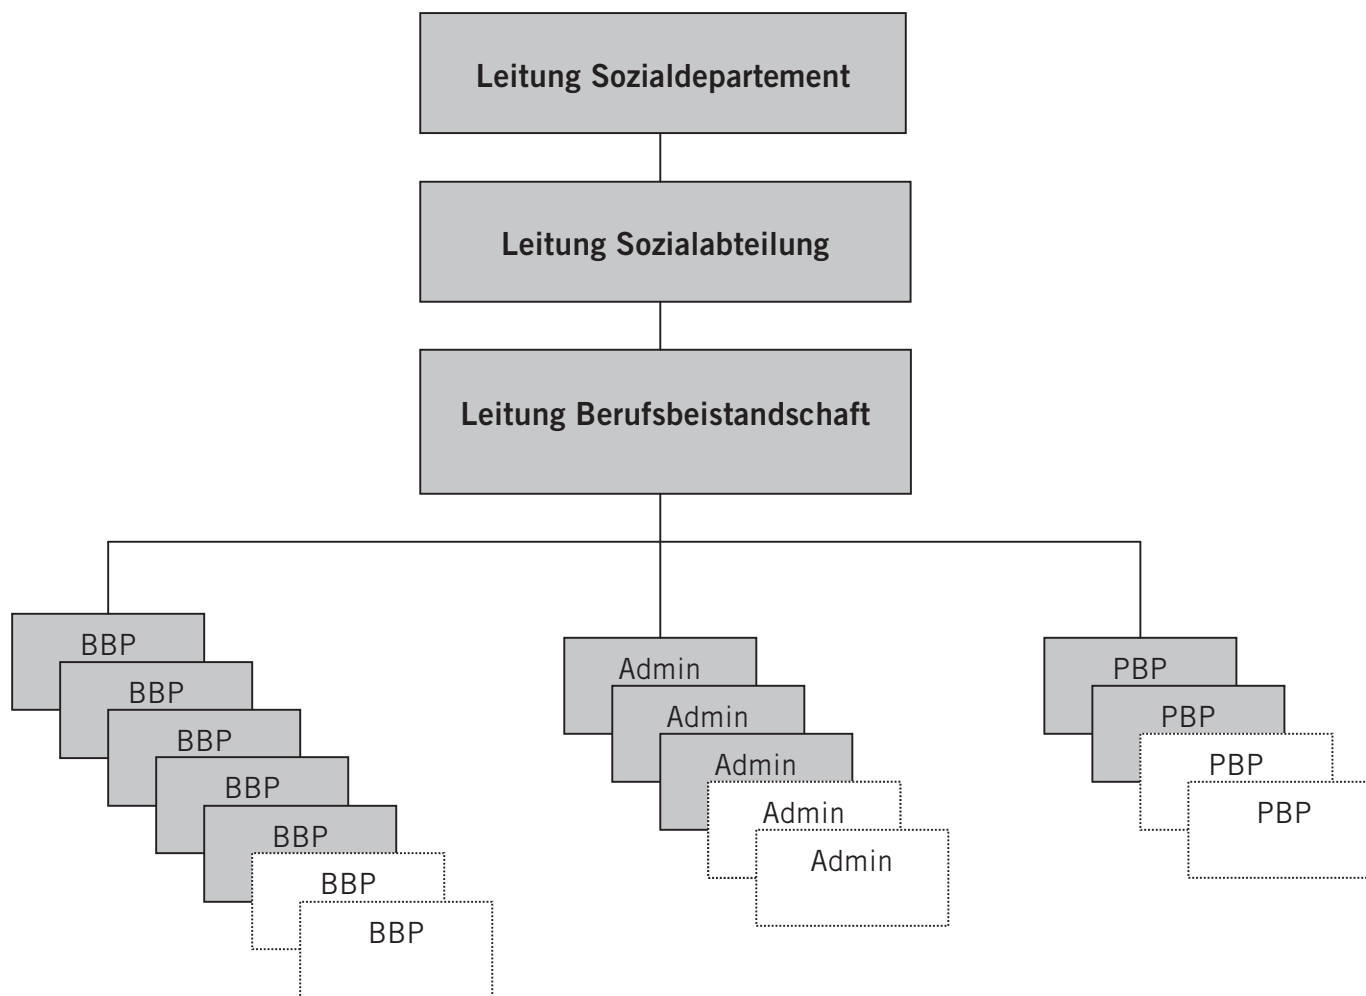 Leitung Sozialdepartement
Leitung Sozialabteilung
Leitung Berufsbeistandschaft
BBP
BBP
BBP
BBP
BBP
BBP
BBP
Admin
Admin
Admin
Admin
Admin
PBP
PBP
PBP
PBP